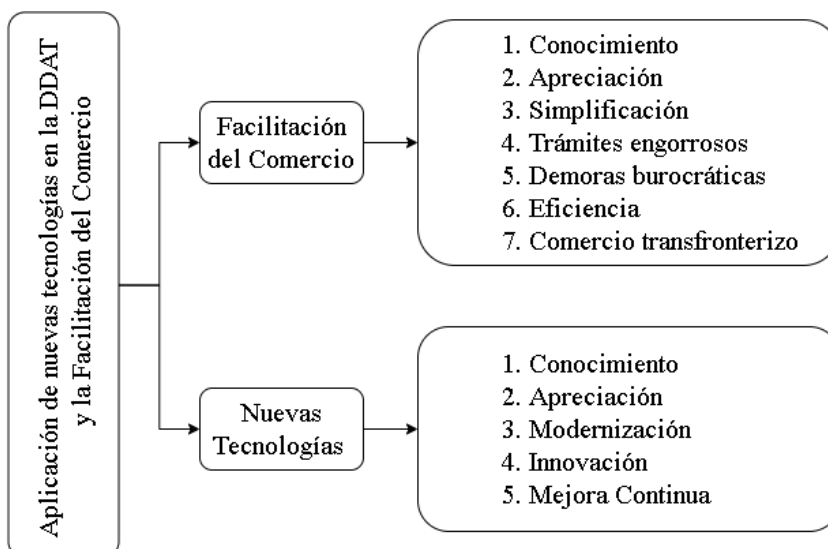 Aplicación de nuevas tecnologías en la DDAT
y la Facilitación del Comercio
Facilitación
del Comercio
1. Conocimiento
2. Apreciación
3. Simplificación
4. Trámites engorrosos
5. Demoras burocráticas
6. Eficiencia
7. Comercio transfronterizo
Nuevas
Tecnologías
1. Conocimiento
2. Apreciación
3. Modernización
4. Innovación
5. Mejora Continua